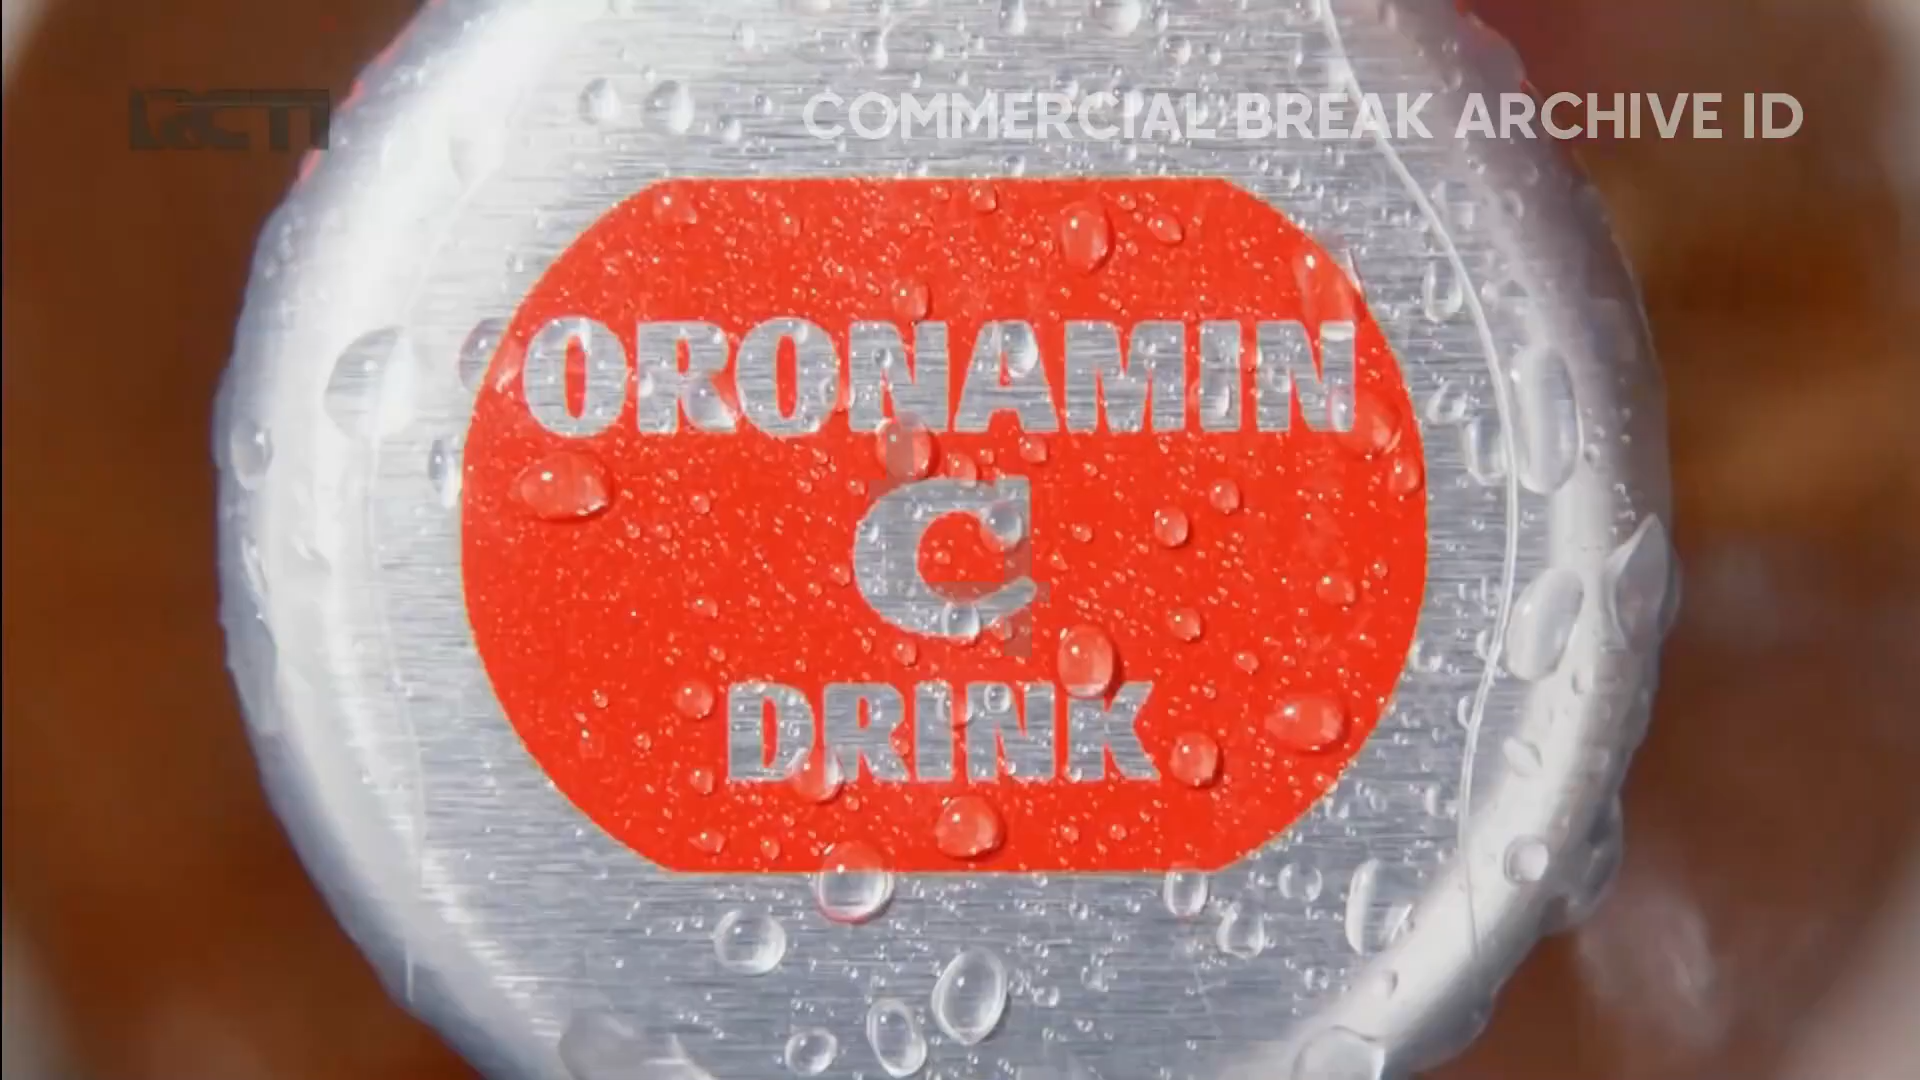 RCTI
COMMERCIAL BREAK ARCHIVE ID
ORONAMIN
C
DRINK